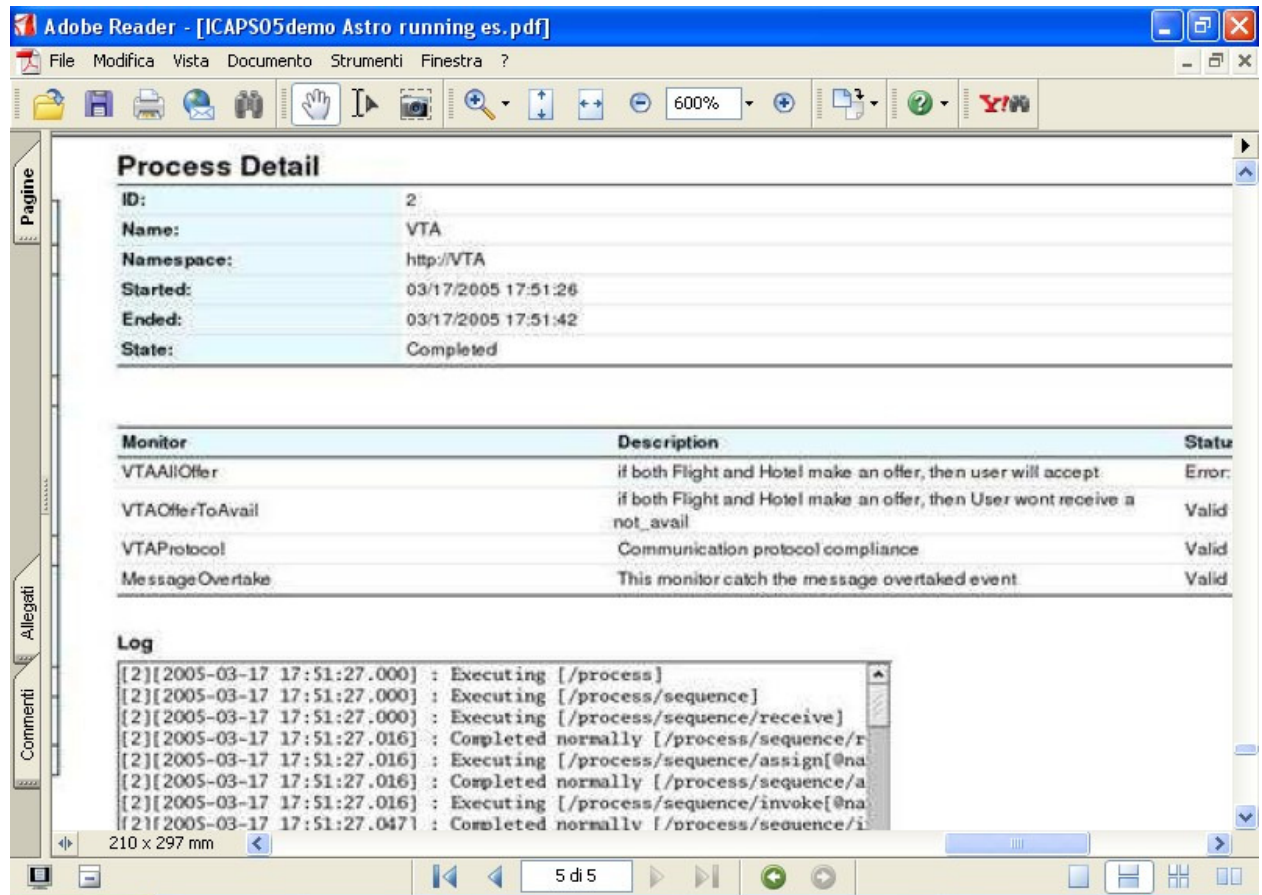 Adobe Reader - [ICAPS05demo Astro running es.pdf]
File Modifica Vista Documento Strumenti Finestra ?
600%
Y!
Pagine
Allegati
Commenti
Process Detail
ID: 2
Name: VTA
Namespace: http://VTA
Started: 03/17/2005 17:51:26
Ended: 03/17/2005 17:51:42
State: Completed
Monitor Description Statu
VTAAllOffer if both Flight and Hotel make an offer, then user will accept Error:
VTAOfferToAvail if both Flight and Hotel make an offer, then User wont receive a not_avail Valid
VTAProtocol Communication protocol compliance Valid
MessageOvertake This monitor catch the message overtaked event Valid
Log
[2][2005-03-17 17:51:27.000] : Executing [/process]
[2][2005-03-17 17:51:27.000] : Executing [/process/sequence]
[2][2005-03-17 17:51:27.000] : Executing [/process/sequence/receive]
[2][2005-03-17 17:51:27.016] : Completed normally [/process/sequence/r
[2][2005-03-17 17:51:27.016] : Executing [/process/sequence/assign[@na
[2][2005-03-17 17:51:27.016] : Completed normally [/process/sequence/a
[2][2005-03-17 17:51:27.016] : Executing [/process/sequence/invoke[@na
[2][2005-03-17 17:51:27.047] : Completed normally [/process/sequence/i
210 x 297 mm
5 di 5